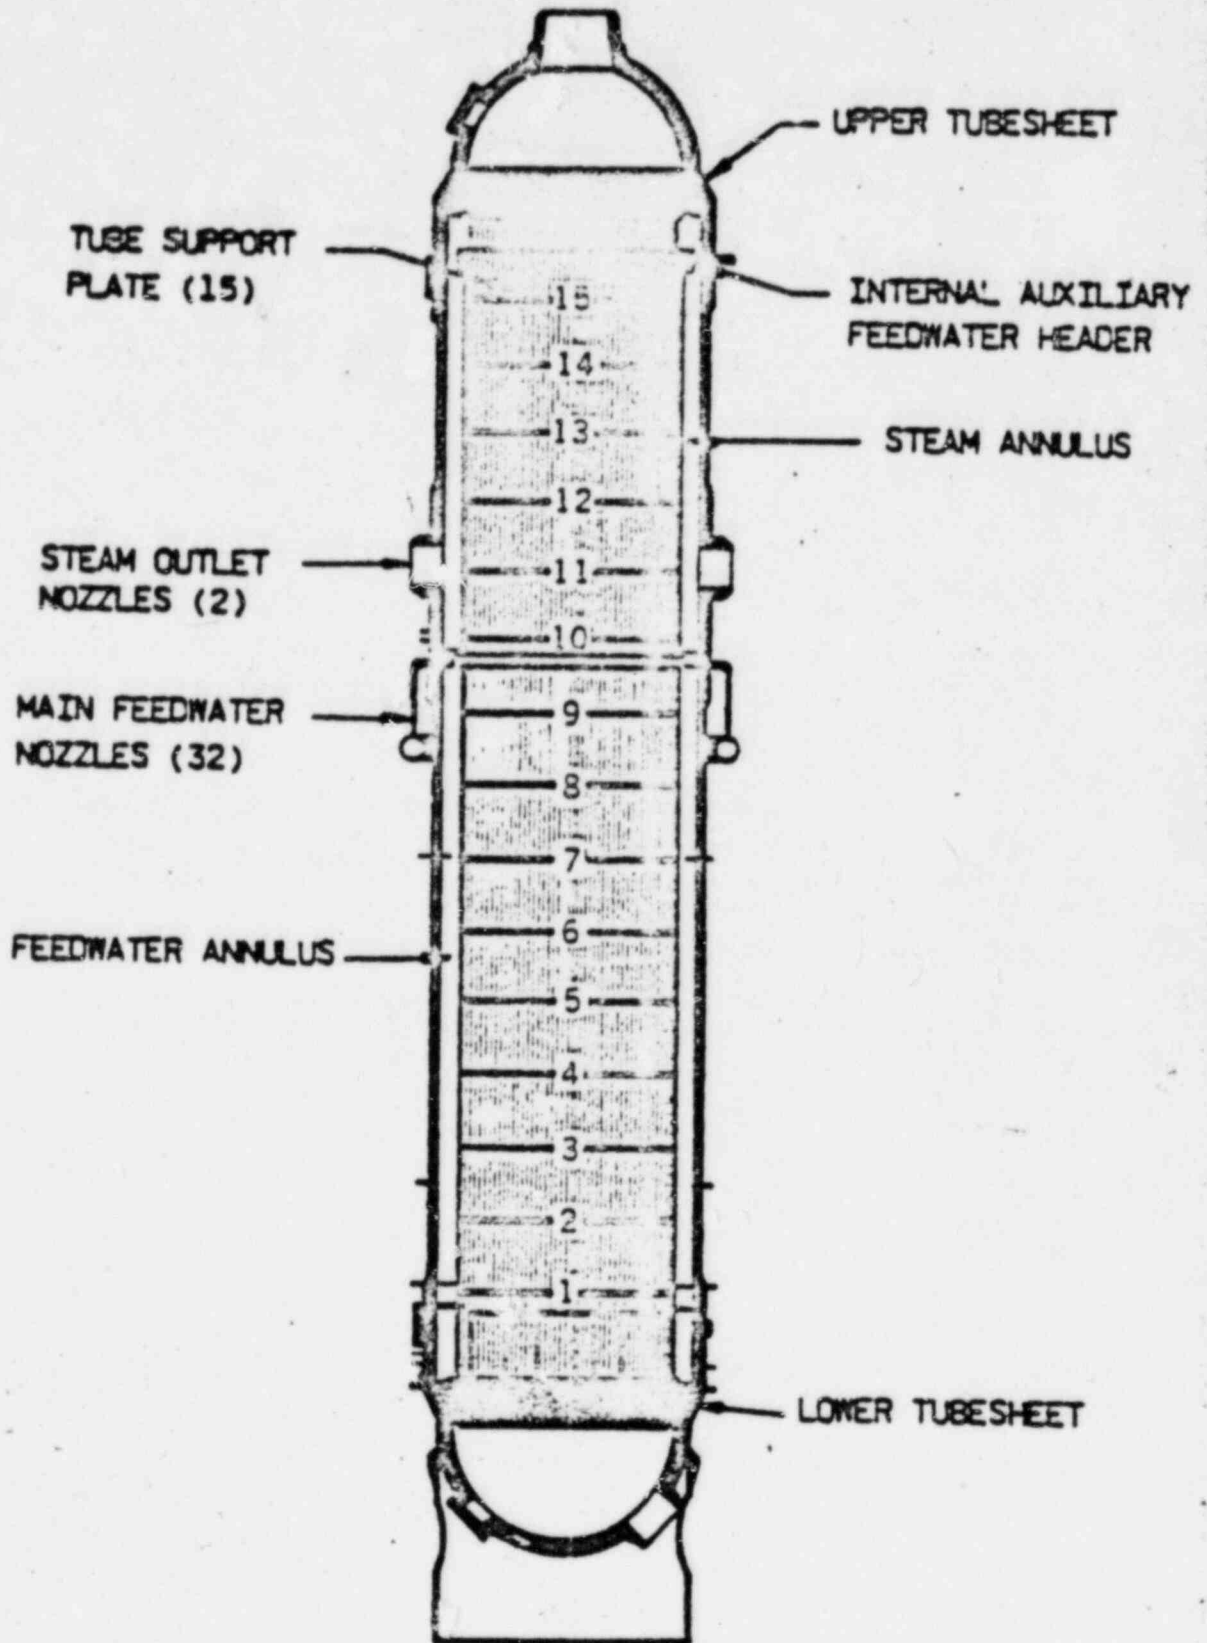 UPPER TUBESHEET
TUBE SUPPORT
PLATE (15)
INTERNAL AUXILIARY
FEEDWATER HEADER
STEAM ANNULUS
STEAM OUTLET
NOZZLES (2)
MAIN FEEDWATER
NOZZLES (32)
FEEDWATER ANNULUS
LOWER TUBESHEET
15
14
13
12
11
10
9
8
7
6
5
4
3
2
1